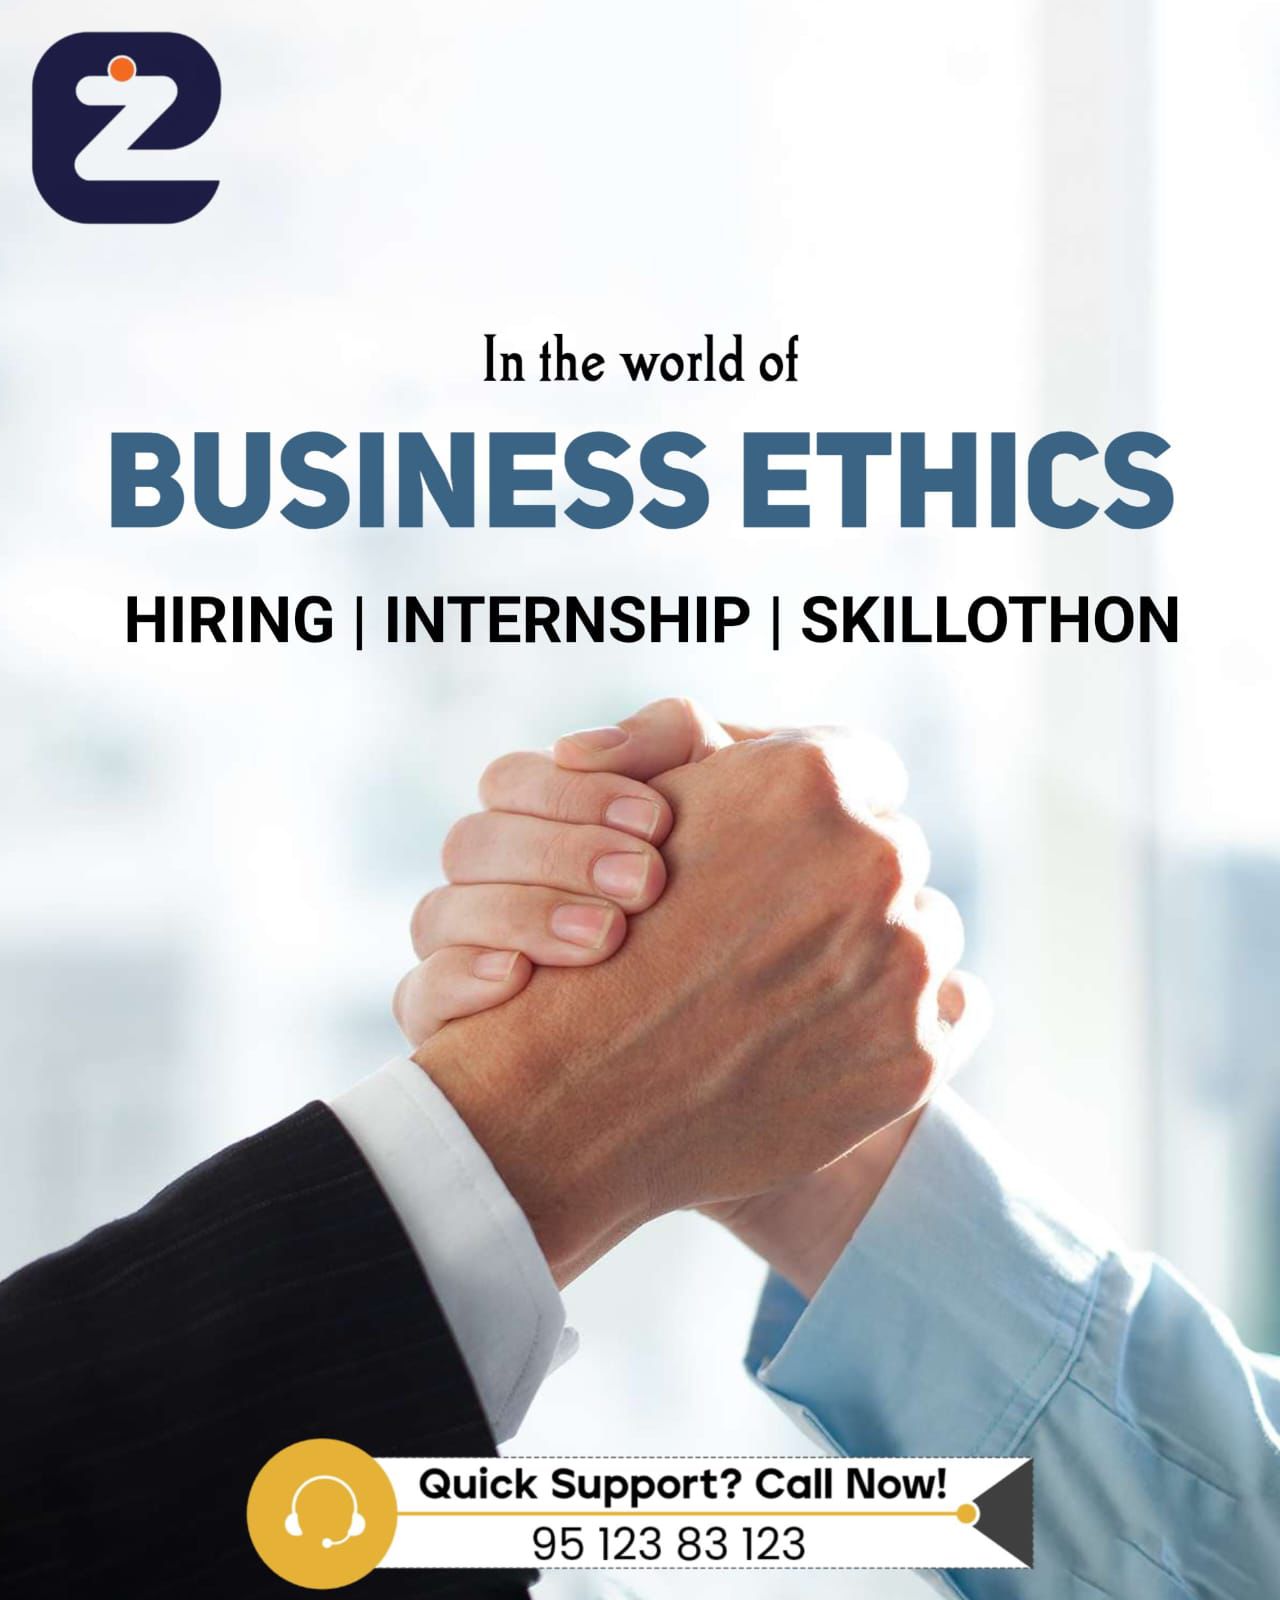 In the world of
BUSINESS ETHICS
HIRING | INTERNSHIP | SKILLOTHON
Quick Support? Call Now!
95 123 83 123